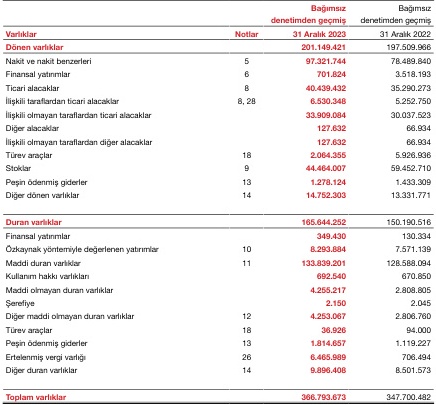 Bağımsız Bağımsız
denetimden geçmiş denetimden geçmiş
Varlıklar Notlar 31 Aralık 2023 31 Aralık 2022
Dönen varlıklar 201.149.421 197.509.966
Nakit ve nakit benzerleri 5 97.321.744 78.489.840
Finansal yatırımlar 6 701.824 3.518.193
Ticari alacaklar 8 40.439.432 35.290.273
İlişkili taraflardan ticari alacaklar 8, 28 6.530.348 5.252.750
İlişkili olmayan taraflardan ticari alacaklar 33.909.084 30.037.523
Diğer alacaklar 127.632 66.934
İlişkili olmayan taraflardan diğer alacaklar 127.632 66.934
Türev araçlar 18 2.064.355 5.926.936
Stoklar 9 44.464.007 59.452.710
Peşin ödenmiş giderler 13 1.278.124 1.433.309
Diğer dönen varlıklar 14 14.752.303 13.331.771
Duran varlıklar 165.644.252 150.190.516
Finansal yatırımlar 349.430 130.334
Özkaynak yöntemiyle değerlenen yatırımlar 10 8.293.884 7.571.139
Maddi duran varlıklar 11 133.839.201 128.588.094
Kullanım hakkı varlıkları 692.540 670.850
Maddi olmayan duran varlıklar 4.255.217 2.808.805
Şerefiye 2.150 2.045
Diğer maddi olmayan duran varlıklar 12 4.253.067 2.806.760
Türev araçlar 18 36.926 94.000
Peşin ödenmiş giderler 13 1.814.657 1.119.227
Ertelenmiş vergi varlığı 26 6.465.989 706.494
Diğer duran varlıklar 14 9.896.408 8.501.573
Toplam varlıklar 366.793.673 347.700.482